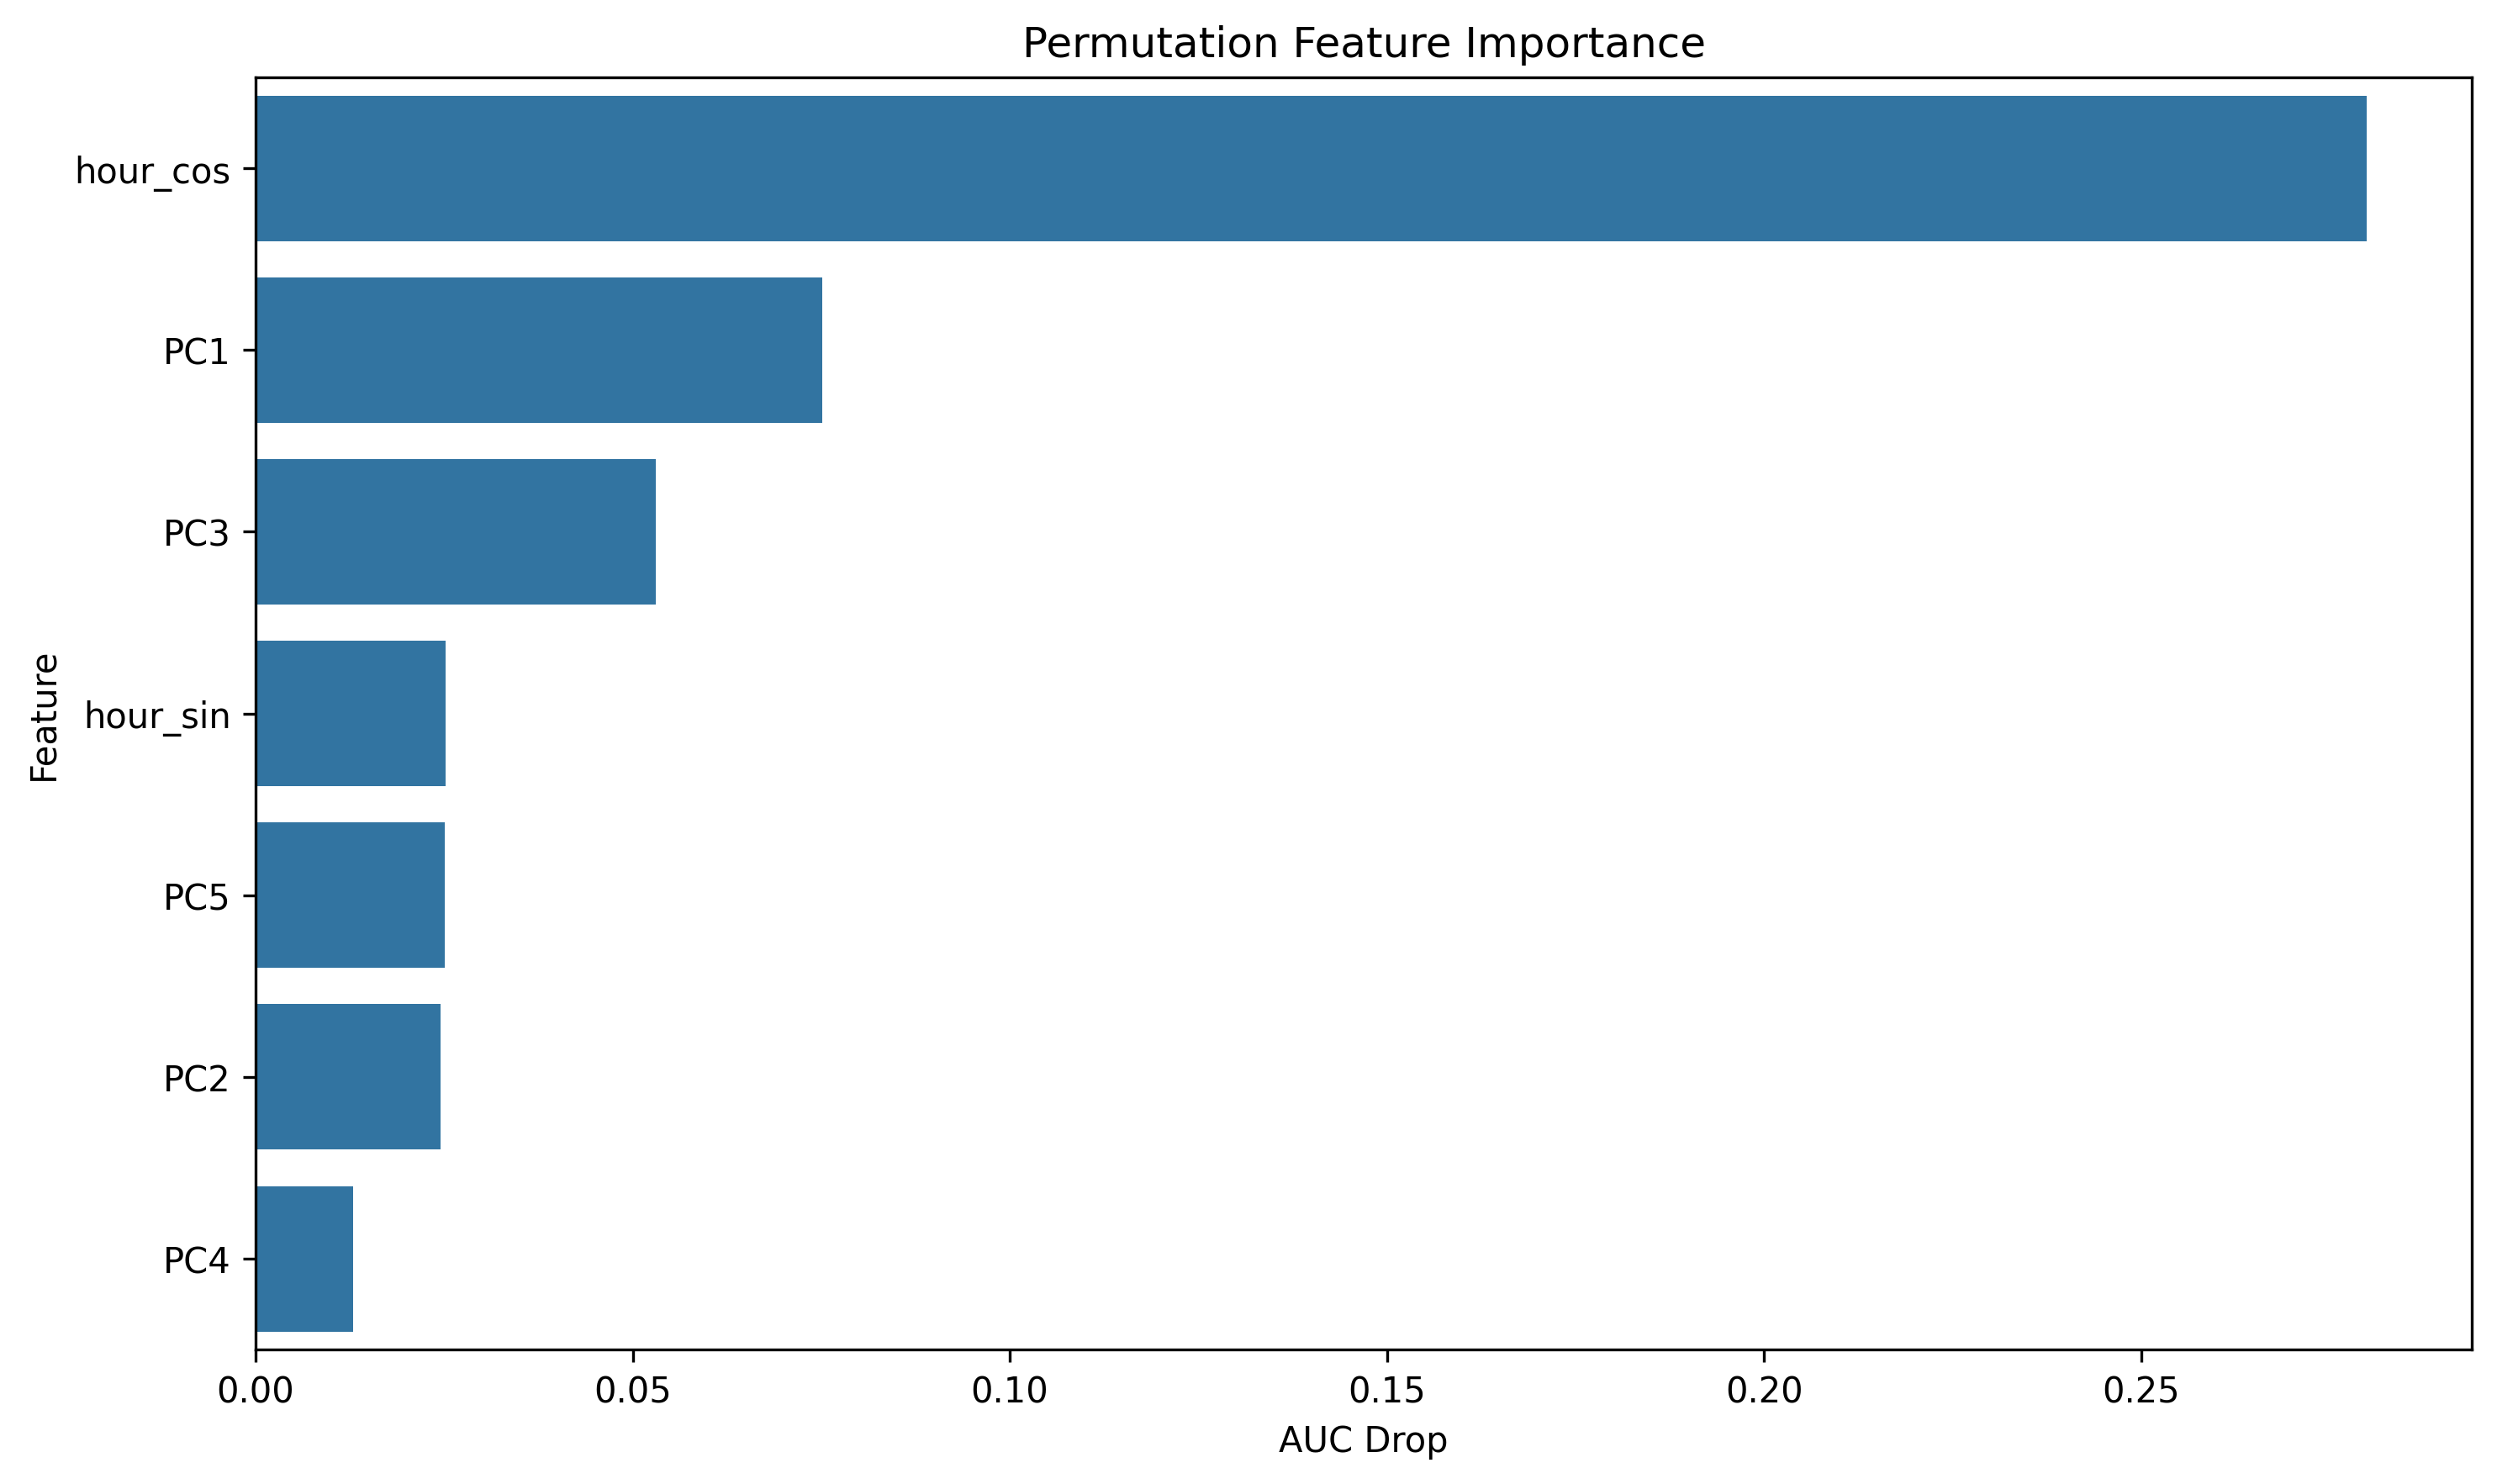 Permutation Feature Importance
hour_cos
PC1
PC3
hour_sin
PC5
PC2
PC4
Feature
0.00 0.05 0.10 0.15 0.20 0.25
AUC Drop